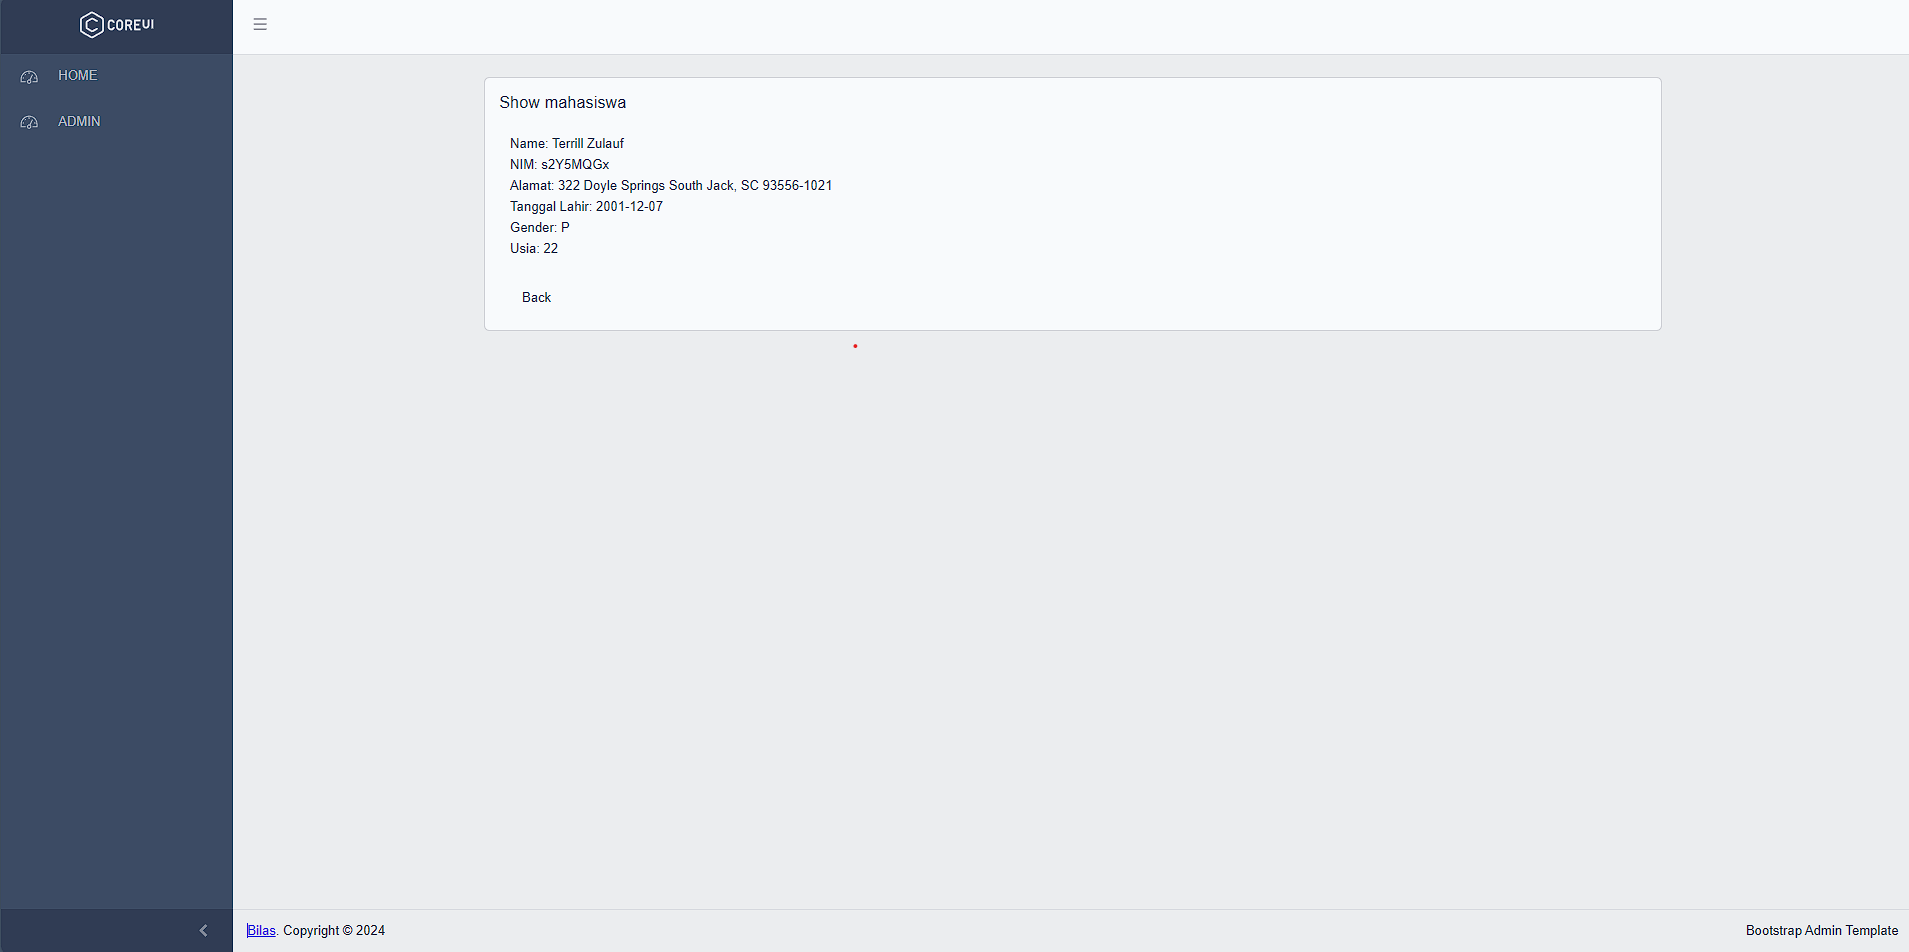 COREUI
HOME
ADMIN
Show mahasiswa
Name: Terrill Zulauf
NIM: s2Y5MQGx
Alamat: 322 Doyle Springs South Jack, SC 93556-1021
Tanggal Lahir: 2001-12-07
Gender: P
Usia: 22
Back
Bilas. Copyright © 2024
Bootstrap Admin Template